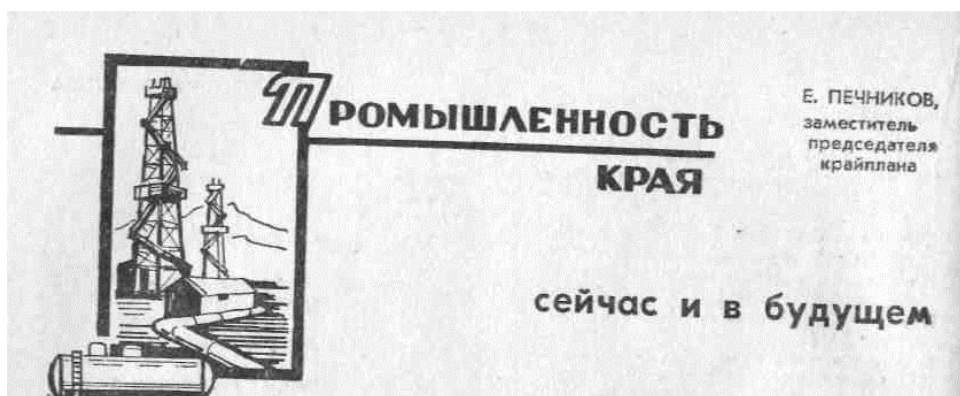 ПРОМЫШЛЕННОСТЬ
КРАЯ
Е. ПЕЧНИКОВ,
заместитель
председателя
крайплана
сейчас и в будущем